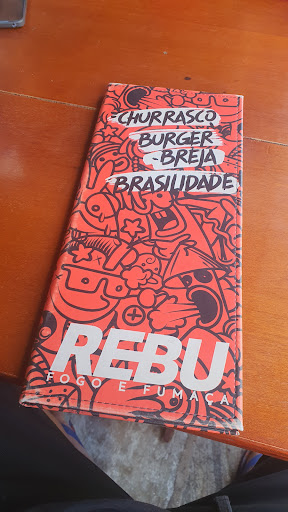 CHURRASCO
BURGER
BREJA
BRASILIDADE
REBU
FOGO E FUMAÇA